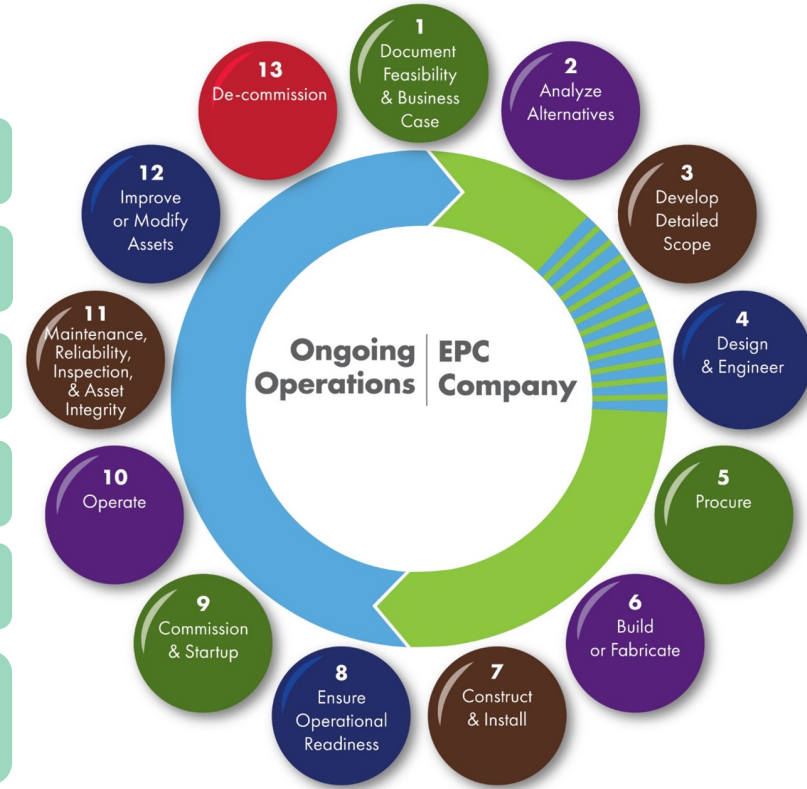 1
Document
Feasibility
& Business
Case
2
Analyze
Alternatives
3
Develop
Detailed
Scope
4
Design
& Engineer
5
Procure
6
Build
or Fabricate
7
Construct
& Install
8
Ensure
Operational
Readiness
9
Commission
& Startup
10
Operate
11
Maintenance,
Reliability,
Inspection,
& Asset
Integrity
12
Improve
or Modify
Assets
13
De-commission
Ongoing
Operations
EPC
Company